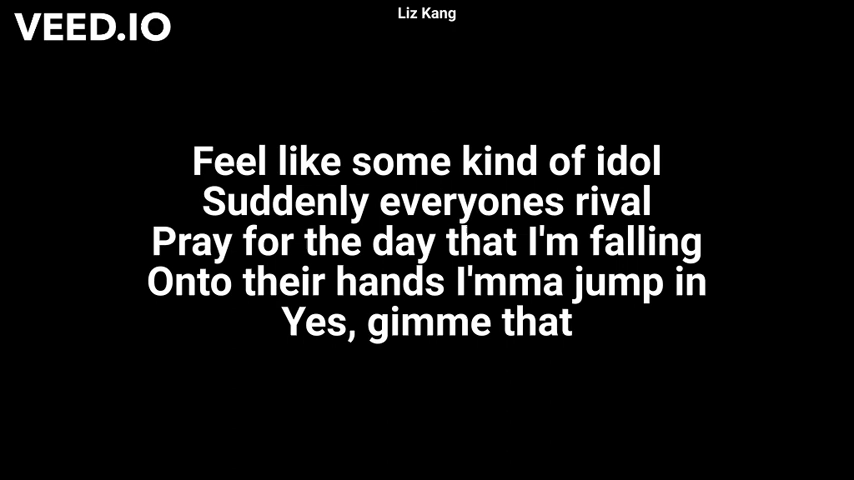 VEED.IO
Liz Kang
Feel like some kind of idol
Suddenly everyones rival
Pray for the day that I'm falling
Onto their hands I'mma jump in
Yes, gimme that